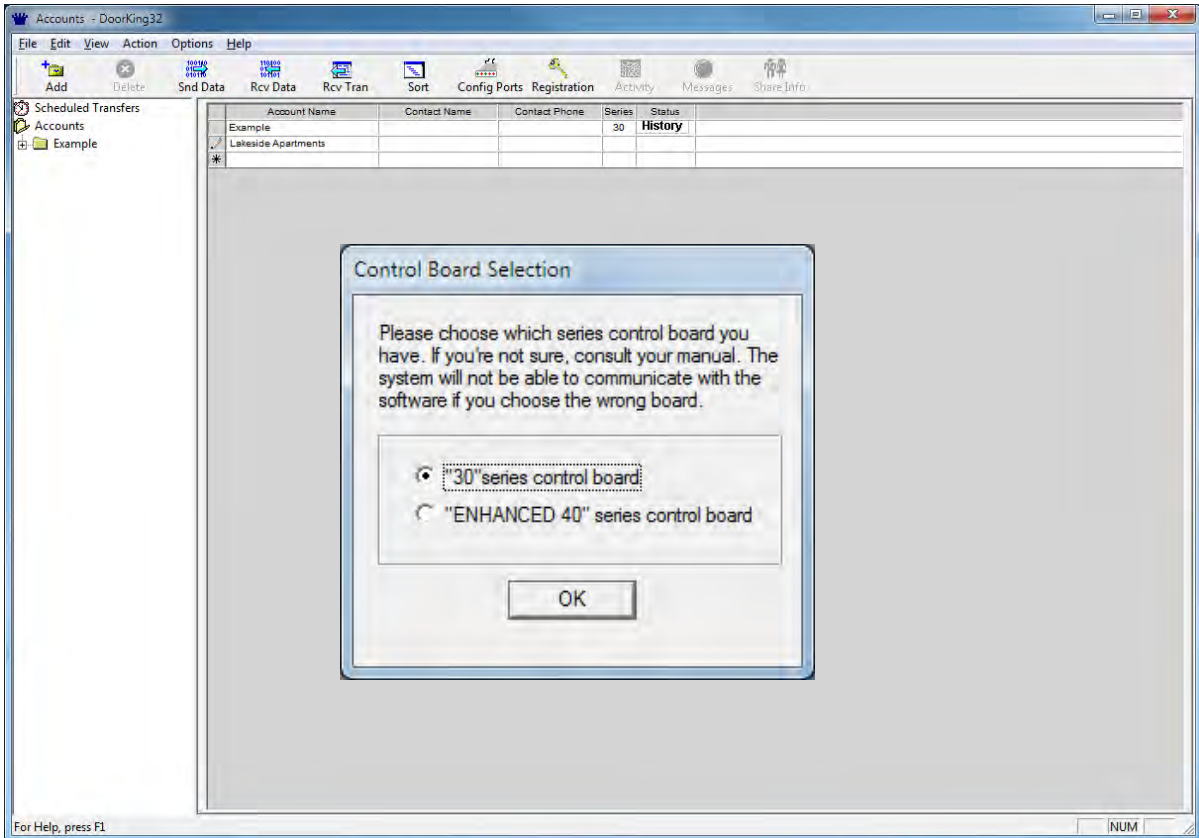 Accounts - DoorKing32
File Edit View Action Options Help
Add Delete Snd Data Rcv Data Rcv Tran Sort Config Ports Registration Activity Messages Share Info
Scheduled Transfers
Accounts
Example
Account Name Contact Name Contact Phone Series Status
Example 30 History
Lakeside Apartments
Control Board Selection
Please choose which series control board you
have. If you're not sure, consult your manual. The
system will not be able to communicate with the
software if you choose the wrong board.
"30"series control board
"ENHANCED 40" series control board
OK
For Help, press F1 NUM